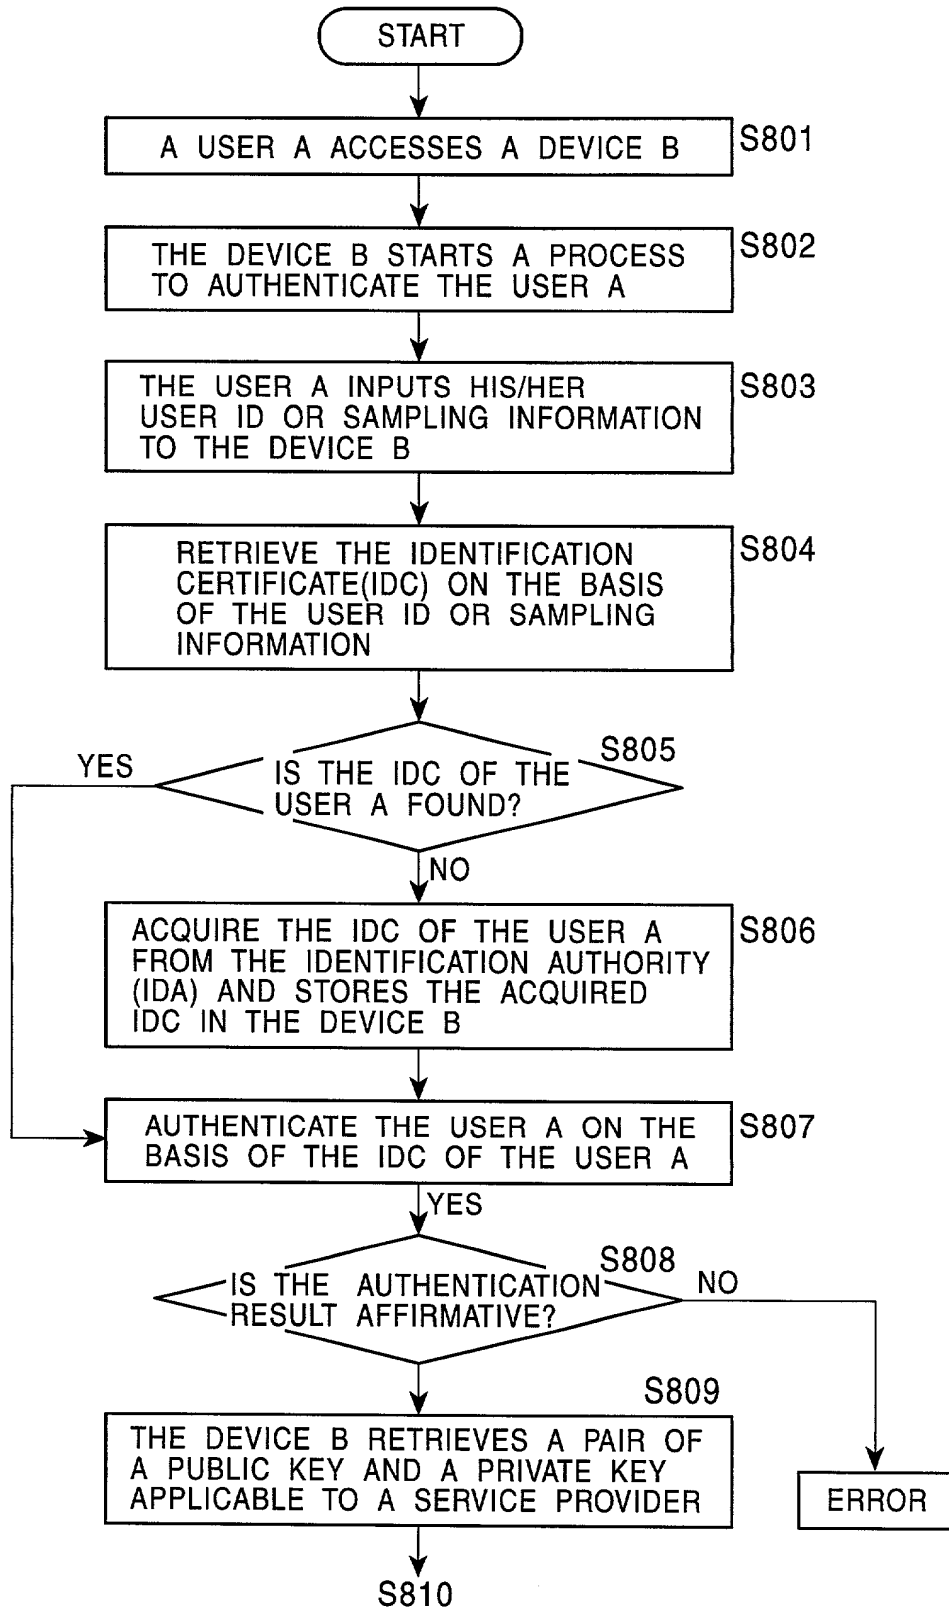 START
A USER A ACCESSES A DEVICE B
S801
THE DEVICE B STARTS A PROCESS
TO AUTHENTICATE THE USER A
S802
THE USER A INPUTS HIS/HER
USER ID OR SAMPLING INFORMATION
TO THE DEVICE B
S803
RETRIEVE THE IDENTIFICATION
CERTIFICATE(IDC) ON THE BASIS
OF THE USER ID OR SAMPLING
INFORMATION
S804
S805
YES
IS THE IDC OF THE
USER A FOUND?
NO
ACQUIRE THE IDC OF THE USER A
FROM THE IDENTIFICATION AUTHORITY
(IDA) AND STORES THE ACQUIRED
IDC IN THE DEVICE B
S806
AUTHENTICATE THE USER A ON THE
BASIS OF THE IDC OF THE USER A
S807
YES
S808
IS THE AUTHENTICATION
RESULT AFFIRMATIVE?
NO
S809
THE DEVICE B RETRIEVES A PAIR OF
A PUBLIC KEY AND A PRIVATE KEY
APPLICABLE TO A SERVICE PROVIDER
ERROR
S810